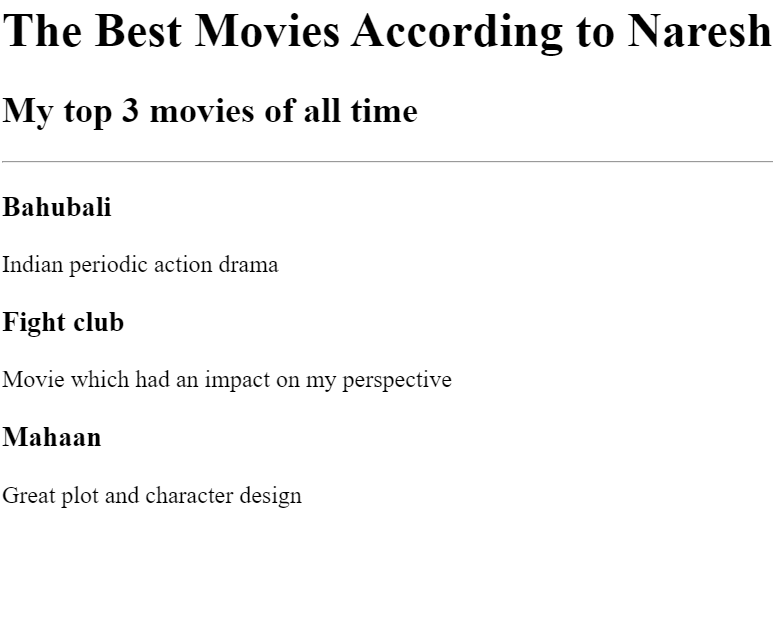 The Best Movies According to Naresh
My top 3 movies of all time
Bahubali
Indian periodic action drama
Fight club
Movie which had an impact on my perspective
Mahaan
Great plot and character design